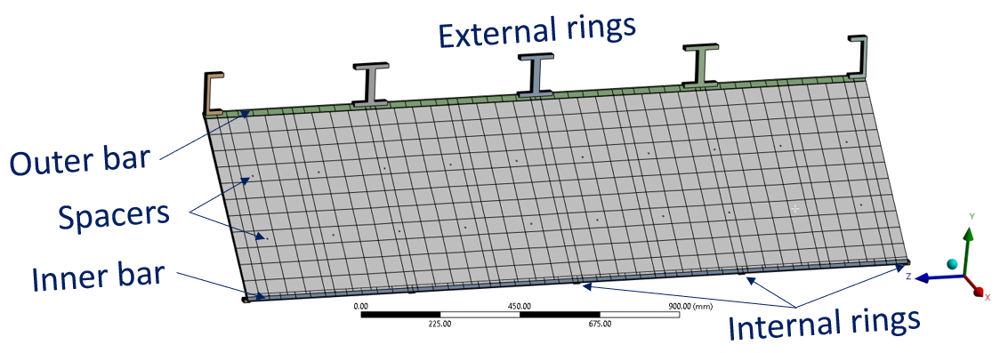 External rings
Outer bar
Spacers
Inner bar
Internal rings
0.00
450.00
900.00 (mm)
225.00
675.00
Y
Z
X